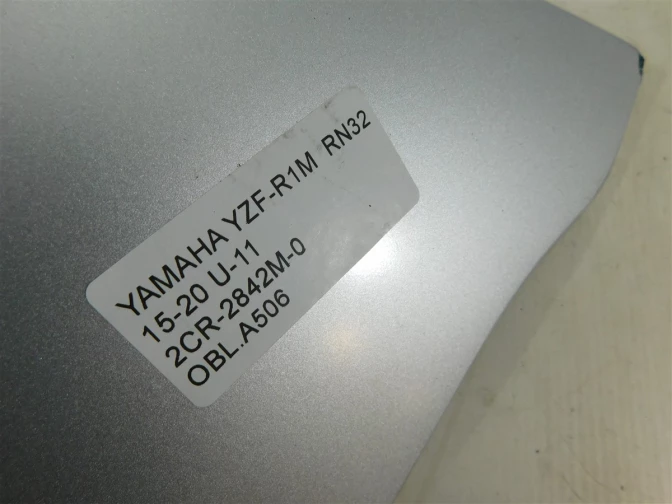 YAMAHA YZF-R1M RN32
15-20 U-11
2CR-2842M-0
OBL.A506